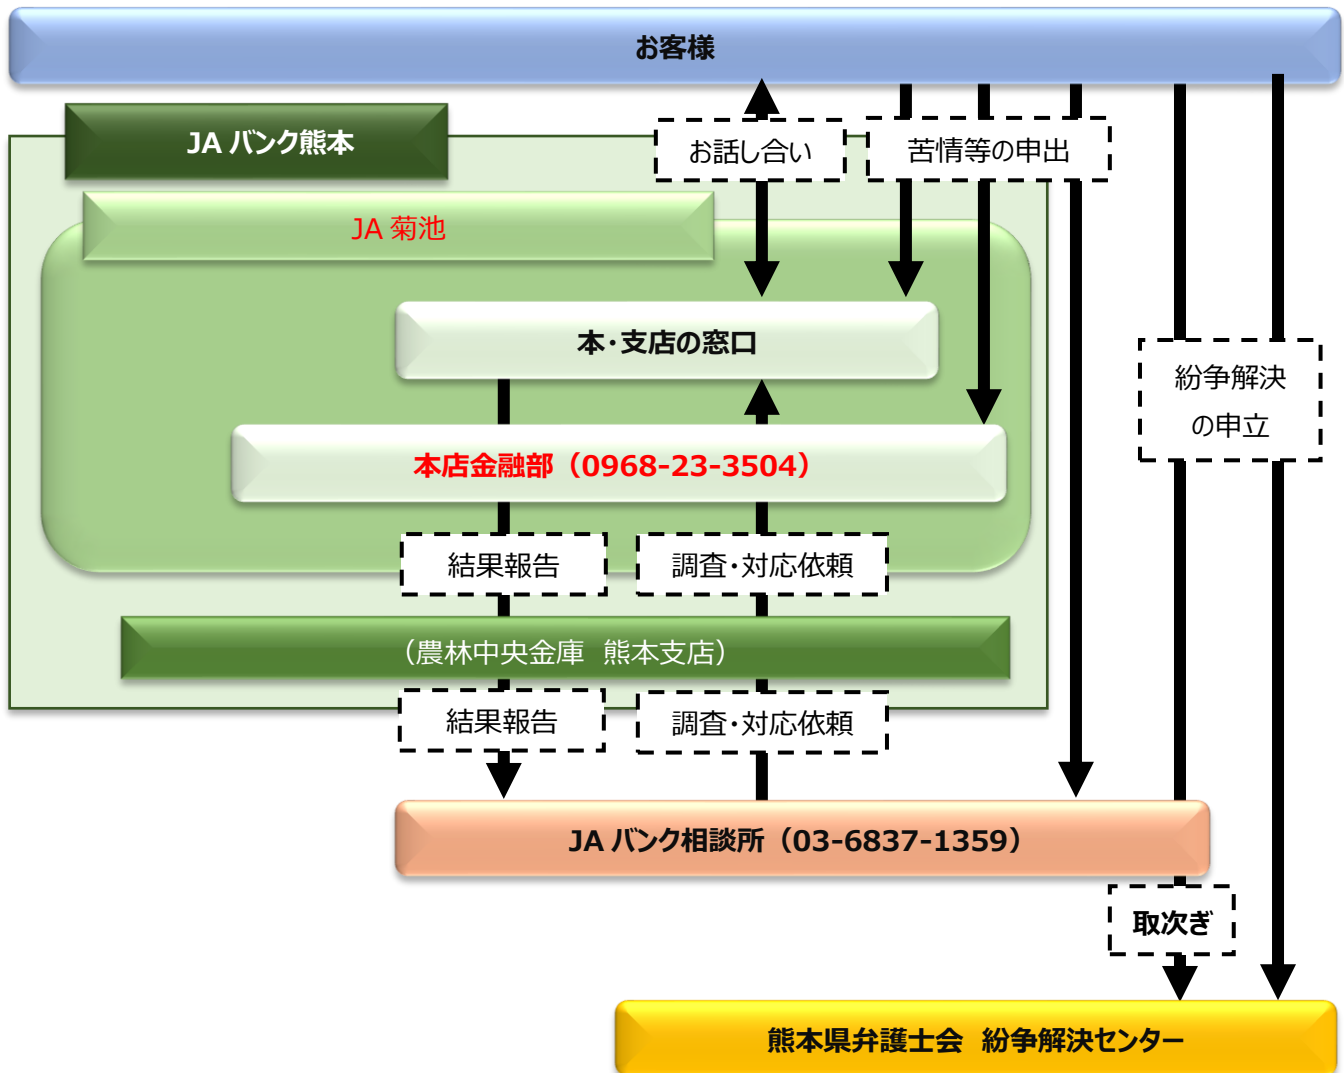 お客様
JA バンク熊本
お話し合い
苦情等の申出
JA 菊池
本・支店の窓口
紛争解決
の申立
本店金融部（0968-23-3504）
結果報告
調査・対応依頼
（農林中央金庫　熊本支店）
結果報告
調査・対応依頼
JA バンク相談所（03-6837-1359）
取次ぎ
熊本県弁護士会　紛争解決センター